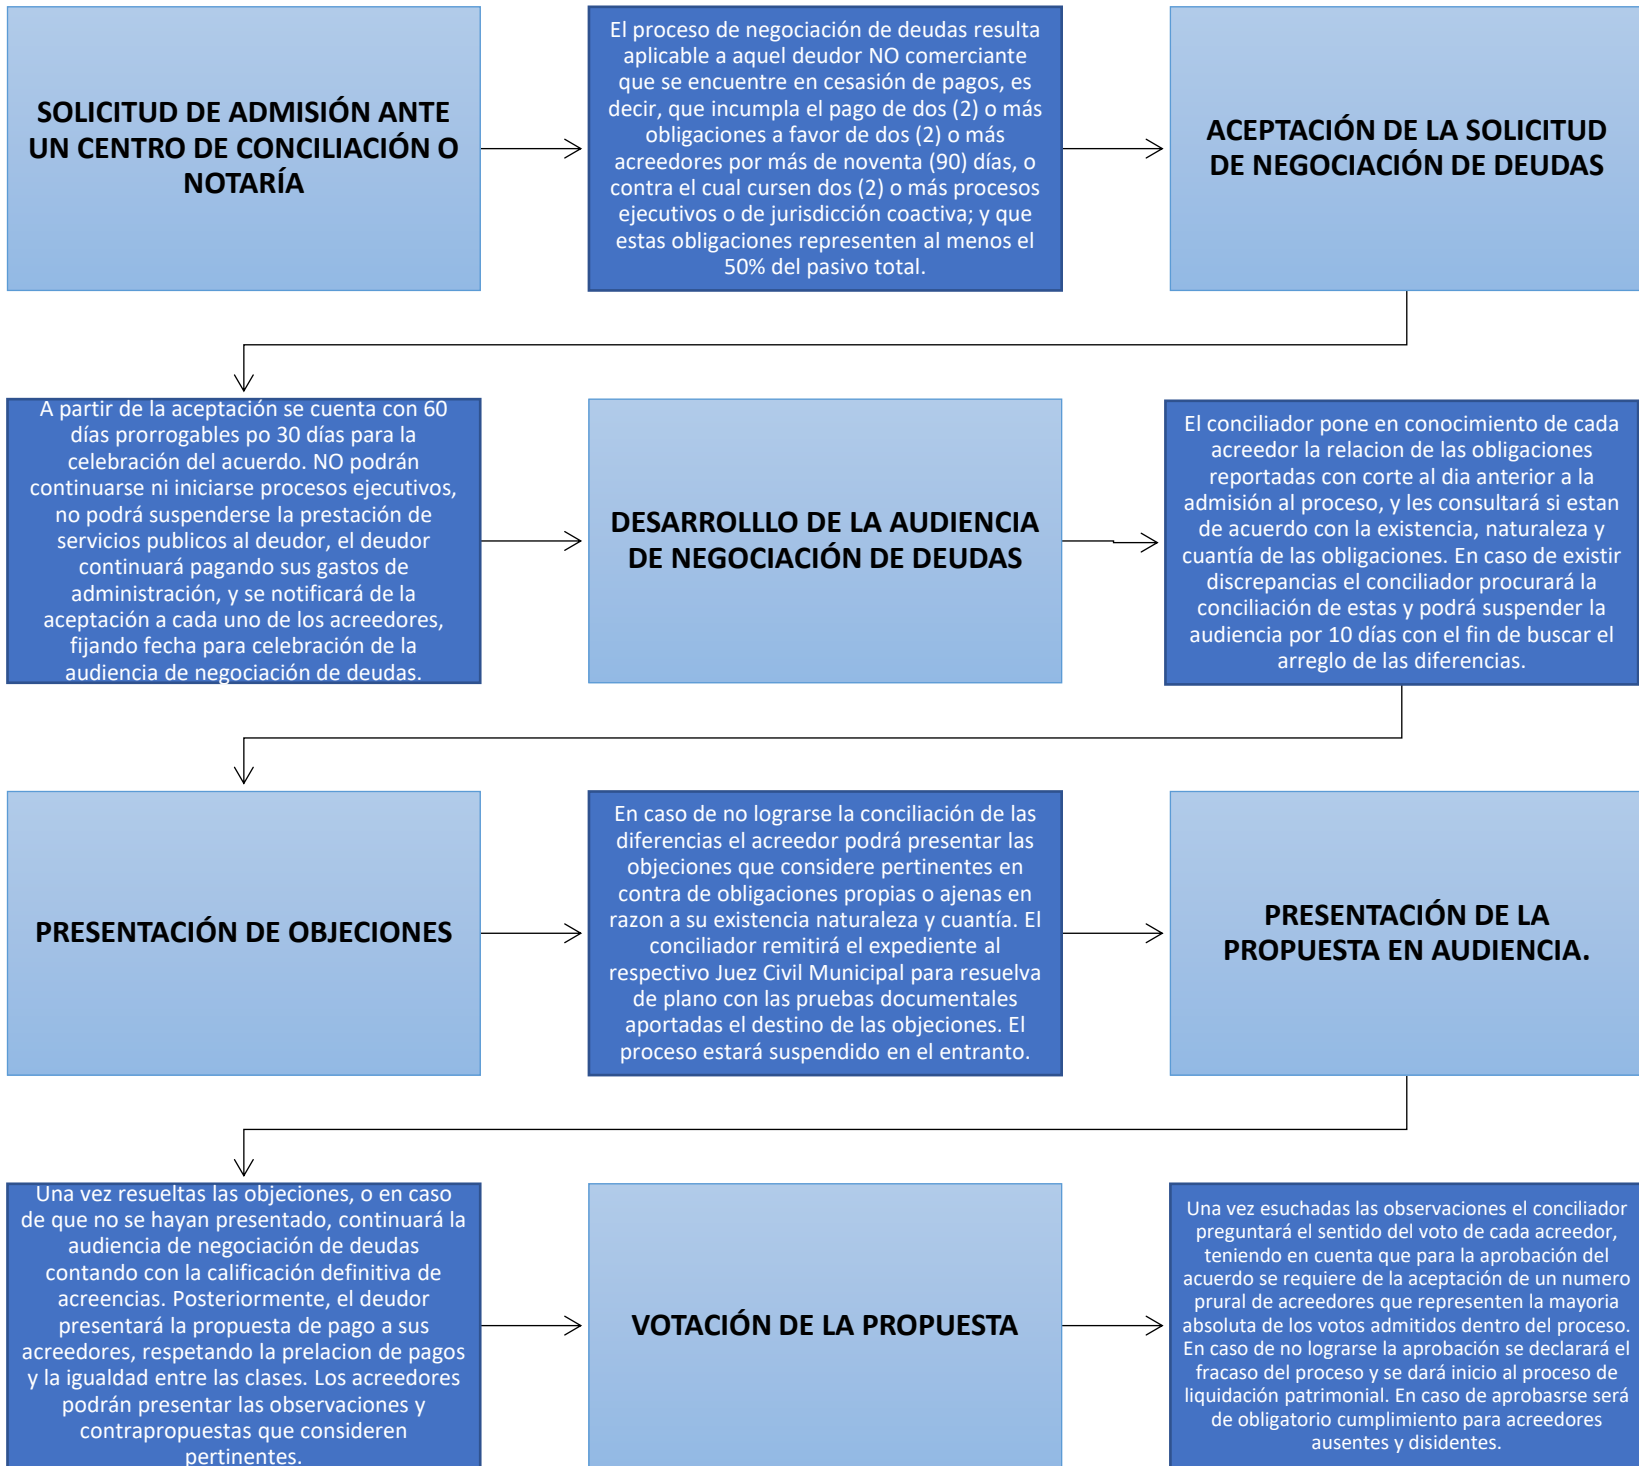 SOLICITUD DE ADMISIÓN ANTE
UN CENTRO DE CONCILIACIÓN O
NOTARÍA
El proceso de negociación de deudas resulta
aplicable a aquel deudor NO comerciante
que se encuentre en cesasión de pagos, es
decir, que incumpla el pago de dos (2) o más
obligaciones a favor de dos (2) o más
acreedores por más de noventa (90) días, o
contra el cual cursen dos (2) o más procesos
ejecutivos o de jurisdicción coactiva; y que
estas obligaciones representen al menos el
50% del pasivo total.
ACEPTACIÓN DE LA SOLICITUD
DE NEGOCIACIÓN DE DEUDAS
A partir de la aceptación se cuenta con 60
días prorrogables po 30 días para la
celebración del acuerdo. NO podrán
continuarse ni iniciarse procesos ejecutivos,
no podrá suspenderse la prestación de
servicios publicos al deudor, el deudor
continuará pagando sus gastos de
administración, y se notificará de la
aceptación a cada uno de los acreedores,
fijando fecha para celebración de la
audiencia de negociación de deudas.
DESARROLLLO DE LA AUDIENCIA
DE NEGOCIACIÓN DE DEUDAS
El conciliador pone en conocimiento de cada
acreedor la relacion de las obligaciones
reportadas con corte al dia anterior a la
admisión al proceso, y les consultará si estan
de acuerdo con la existencia, naturaleza y
cuantía de las obligaciones. En caso de existir
discrepancias el conciliador procurará la
conciliación de estas y podrá suspender la
audiencia por 10 días con el fin de buscar el
arreglo de las diferencias.
PRESENTACIÓN DE OBJECIONES
En caso de no lograrse la conciliación de las
diferencias el acreedor podrá presentar las
objeciones que considere pertinentes en
contra de obligaciones propias o ajenas en
razon a su existencia naturaleza y cuantía. El
conciliador remitirá el expediente al
respectivo Juez Civil Municipal para resuelva
de plano con las pruebas documentales
aportadas el destino de las objeciones. El
proceso estará suspendido en el entranto.
PRESENTACIÓN DE LA
PROPUESTA EN AUDIENCIA.
Una vez resueltas las objeciones, o en caso
de que no se hayan presentado, continuará la
audiencia de negociación de deudas
contando con la calificación definitiva de
acreencias. Posteriormente, el deudor
presentará la propuesta de pago a sus
acreedores, respetando la prelacion de pagos
y la igualdad entre las clases. Los acreedores
podrán presentar las observaciones y
contrapropuestas que consideren
pertinentes.
VOTACIÓN DE LA PROPUESTA
Una vez esuchadas las observaciones el conciliador
preguntará el sentido del voto de cada acreedor,
teniendo en cuenta que para la aprobación del
acuerdo se requiere de la aceptación de un numero
prural de acreedores que representen la mayoria
absoluta de los votos admitidos dentro del proceso.
En caso de no lograrse la aprobación se declarará el
fracaso del proceso y se dará inicio al proceso de
liquidación patrimonial. En caso de aprobasrse será
de obligatorio cumplimiento para acreedores
ausentes y disidentes.